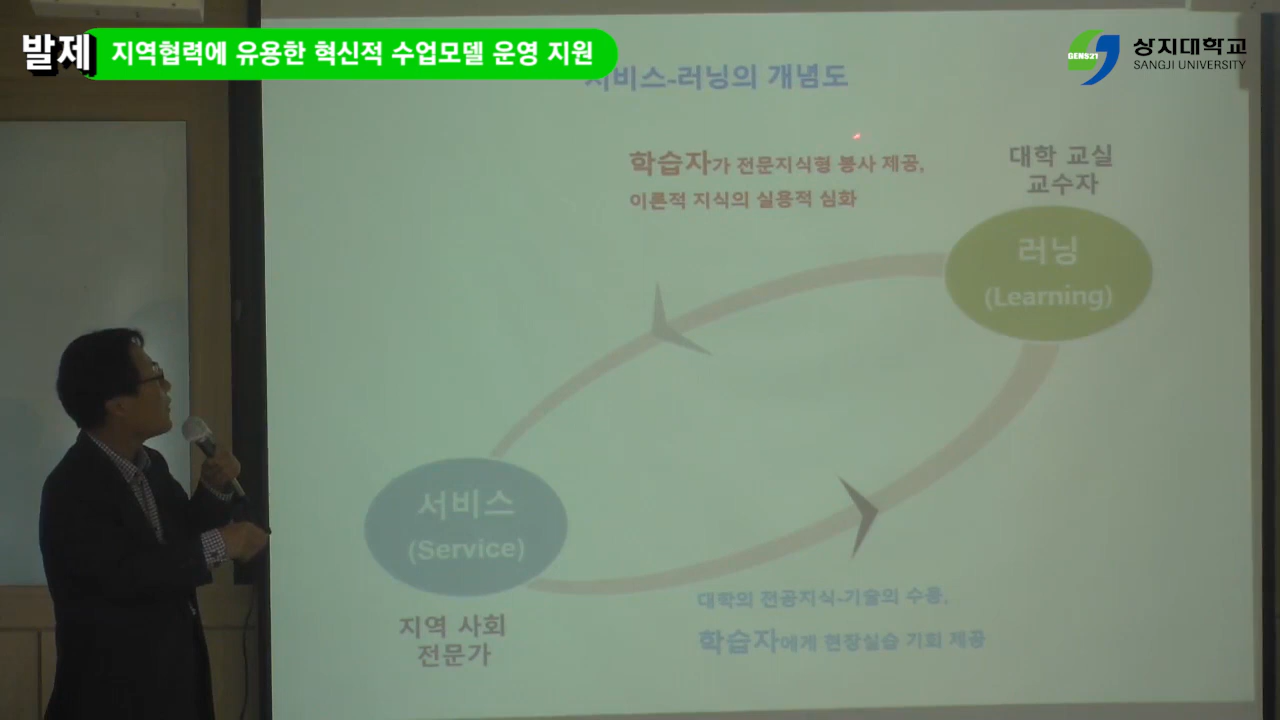 발제
지역협력에 유용한 혁신적 수업모델 운영 지원
GENS21
상지대학교
SANGJI UNIVERSITY
서비스-러닝의 개념도
학습자가 전문지식형 봉사 제공,
이론적 지식의 실용적 심화
대학 교실
교수자
러닝
(Learning)
서비스
(Service)
지역 사회
전문가
대학의 전공지식-기술의 수용,
학습자에게 현장실습 기회 제공